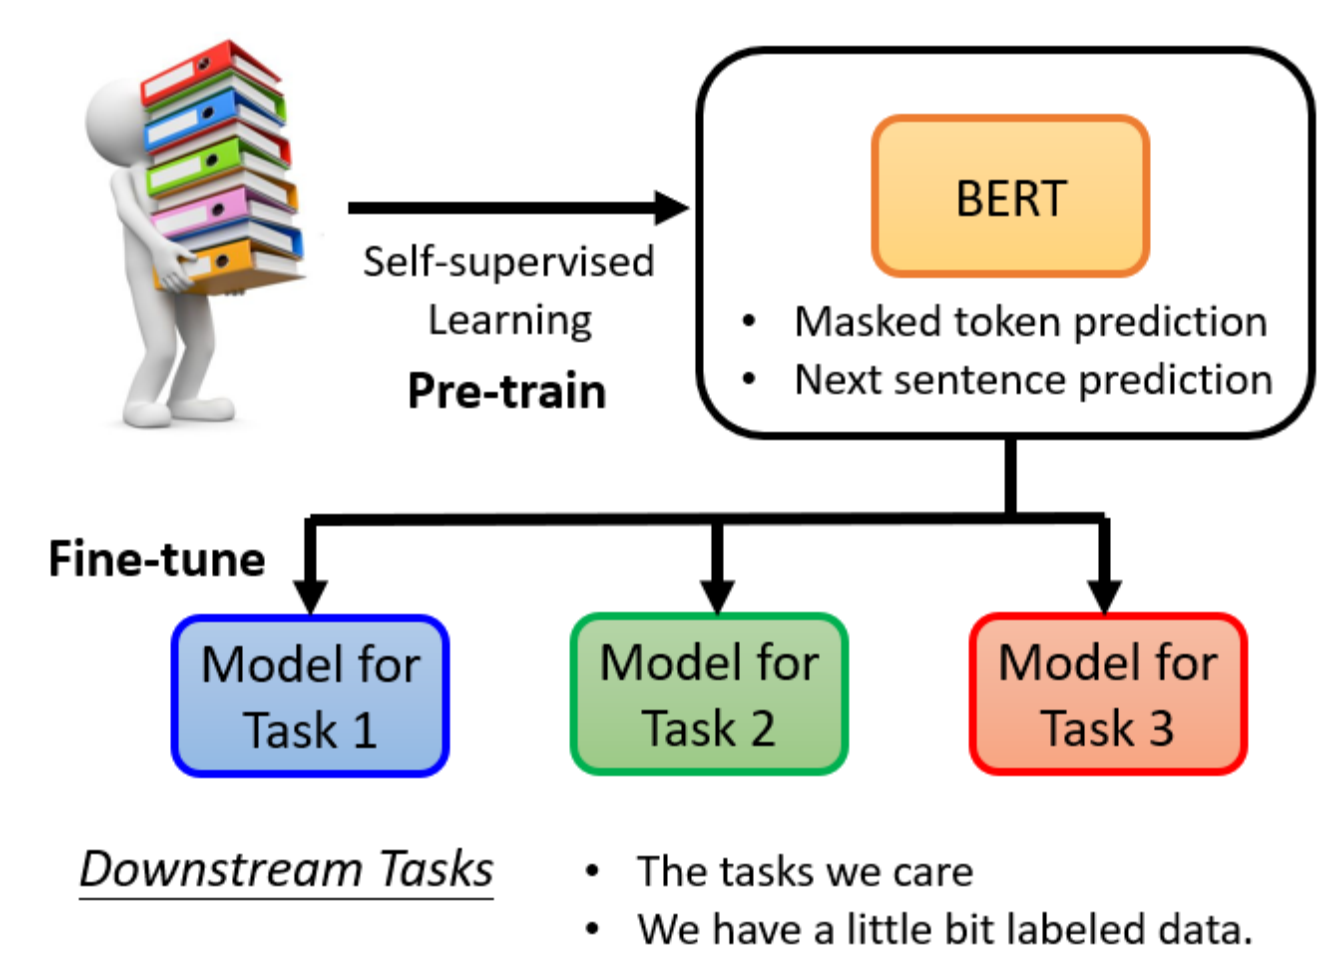 BERT
Self-supervised
Learning
Pre-train
• Masked token prediction
• Next sentence prediction
Fine-tune
Model for
Task 1
Model for
Task 2
Model for
Task 3
Downstream Tasks
• The tasks we care
• We have a little bit labeled data.